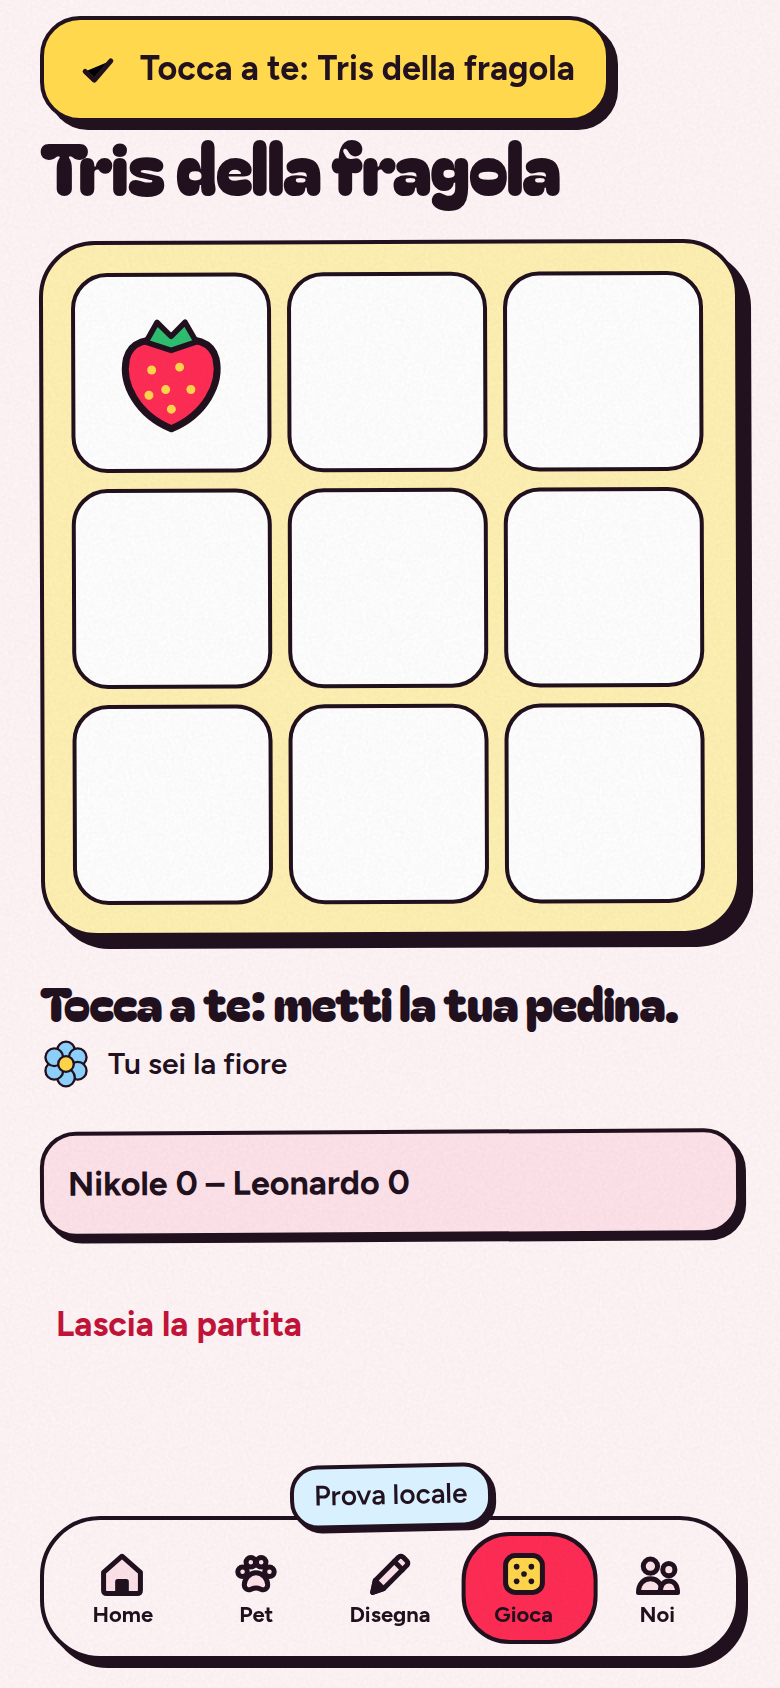 Tocca a te: Tris della fragola
Tris della fragola
Tocca a te: metti la tua pedina.
Tu sei la fiore
Nikole 0 – Leonardo 0
Lascia la partita
Prova locale
Home
Pet
Disegna
Gioca
Noi